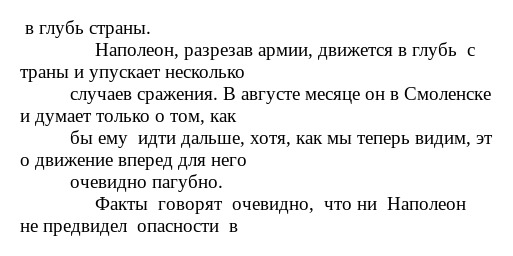 в глубь страны.
Наполеон, разрезав армии, движется в глубь с
траны и упускает несколько
случаев сражения. В августе месяце он в Смоленске
и думает только о том, как
бы ему идти дальше, хотя, как мы теперь видим, эт
о движение вперед для него
очевидно пагубно.
Факты говорят очевидно, что ни Наполеон
не предвидел опасности в